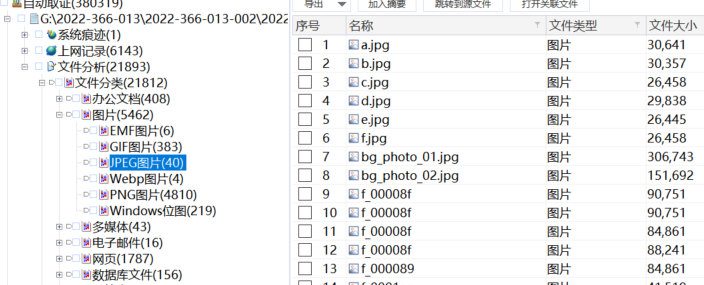 自动取证(380319)
G:\2022-366-013\2022-366-013-002\2022
系统痕迹(1)
上网记录(6143)
文件分析(21893)
文件分类(21812)
办公文档(408)
图片(5462)
EMF图片(6)
GIF图片(383)
JPEG图片(40)
Webp图片(4)
PNG图片(4810)
Windows位图(219)
多媒体(43)
电子邮件(16)
网页(1787)
数据库文件(156)
导出 加入摘要 跳转到源文件 打开关联文件
序号 名称 文件类型 文件大小
1 a.jpg 图片 30,641
2 b.jpg 图片 30,357
3 c.jpg 图片 26,458
4 d.jpg 图片 29,838
5 e.jpg 图片 26,445
6 f.jpg 图片 26,458
7 bg_photo_01.jpg 图片 306,743
8 bg_photo_02.jpg 图片 151,692
9 f_00008f 图片 90,751
10 f_00008f 图片 90,751
11 f_00008f 图片 84,861
12 f_00008f 图片 88,241
13 f_000089 图片 84,861